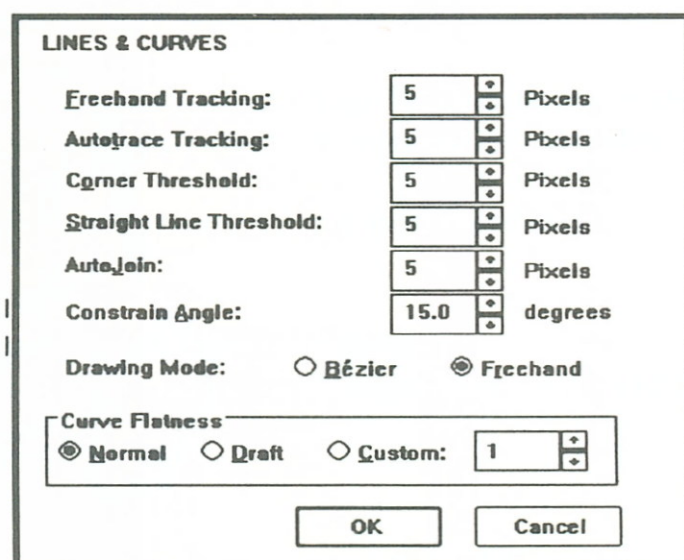 LINES & CURVES
Freehand Tracking: 5 Pixels
Autotrace Tracking: 5 Pixels
Corner Threshold: 5 Pixels
Straight Line Threshold: 5 Pixels
AutoJoin: 5 Pixels
Constrain Angle: 15.0 degrees
Drawing Mode: Bézier Freehand
Curve Flatness
Normal Draft Custom: 1
OK Cancel